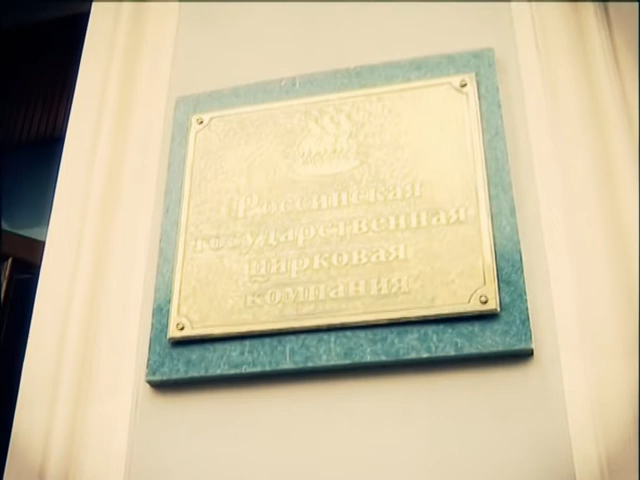 Российская
государственная
цирковая
компания